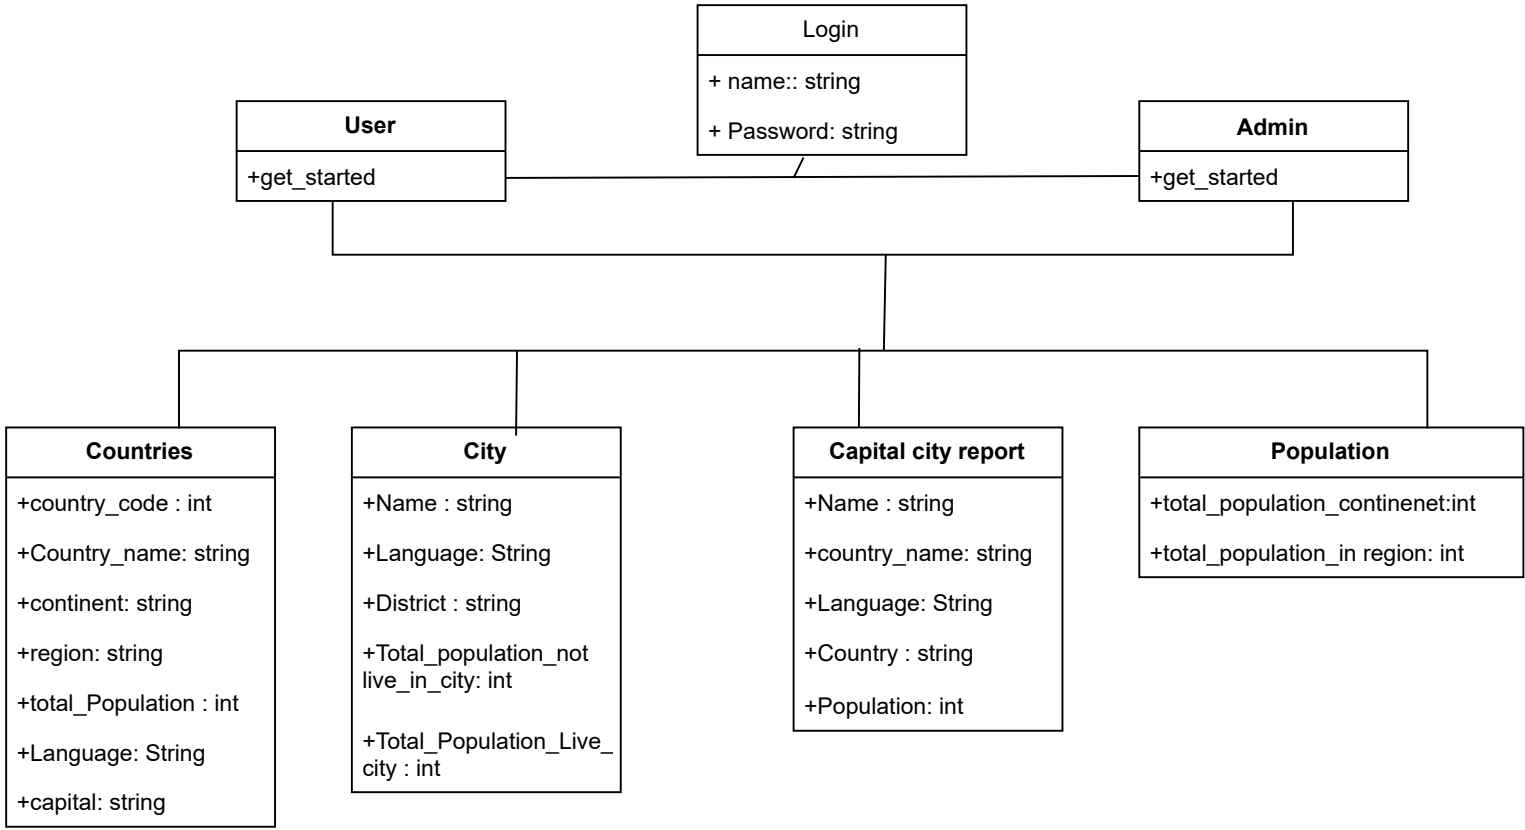 Login
+ name:: string
+ Password: string
User
+get_started
Admin
+get_started
Countries
+country_code : int
+Country_name: string
+continent: string
+region: string
+total_Population : int
+Language: String
+capital: string
City
+Name : string
+Language: String
+District : string
+Total_population_not
live_in_city: int
+Total_Population_Live_
city : int
Capital city report
+Name : string
+country_name: string
+Language: String
+Country : string
+Population: int
Population
+total_population_continenet:int
+total_population_in region: int